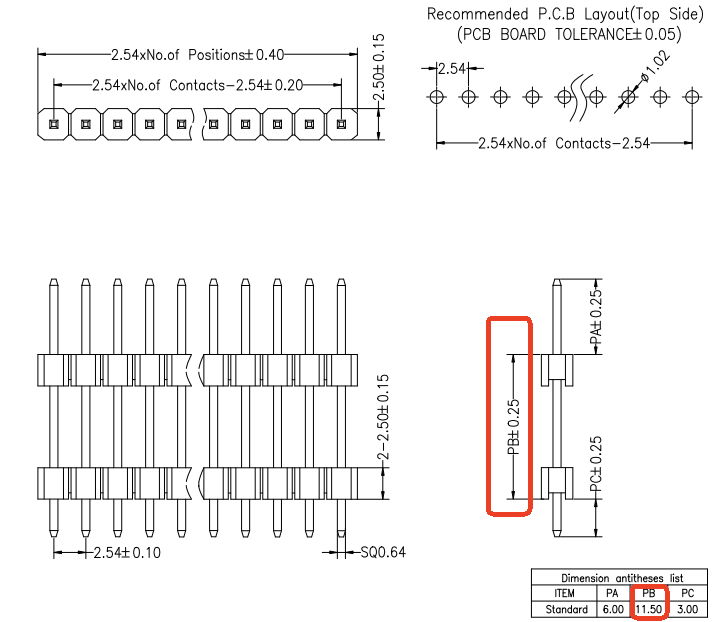 Recommended P.C.B Layout(Top Side)
(PCB BOARD TOLERANCE±0.05)
2.54xNo.of Positions±0.40
2.54xNo.of Contacts-2.54±0.20
2.50±0.15
2.54
ø1.02
2.54xNo.of Contacts-2.54
PA±0.25
PB±0.25
2-2.50±0.15
PC±0.25
2.54±0.10
SQ0.64
Dimension antitheses list
ITEM PA PB PC
Standard 6.00 11.50 3.00